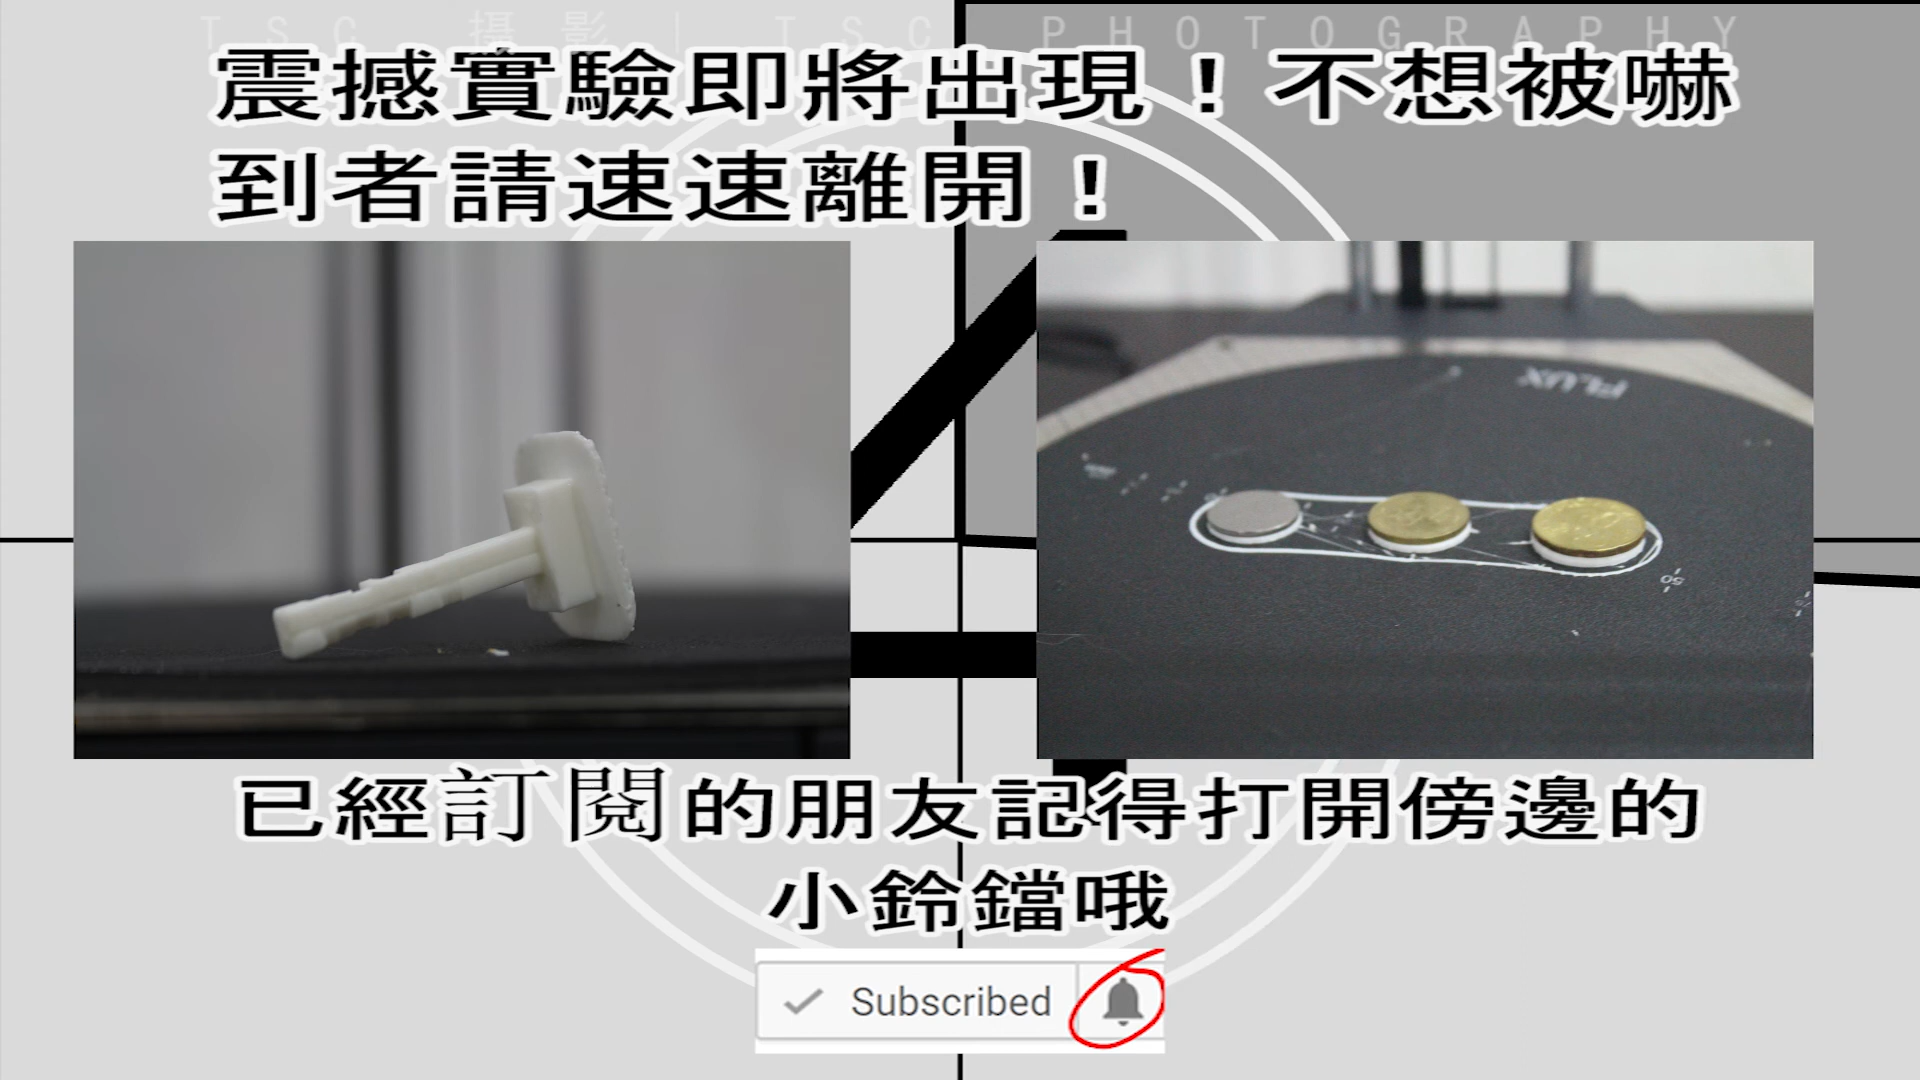 TSC 攝影 | TSC PHOTOGRAPHY
震撼實驗即將出現！不想被嚇
到者請速速離開！
FLUX
50
已經訂閱的朋友記得打開傍邊的
小鈴鐺哦
Subscribed